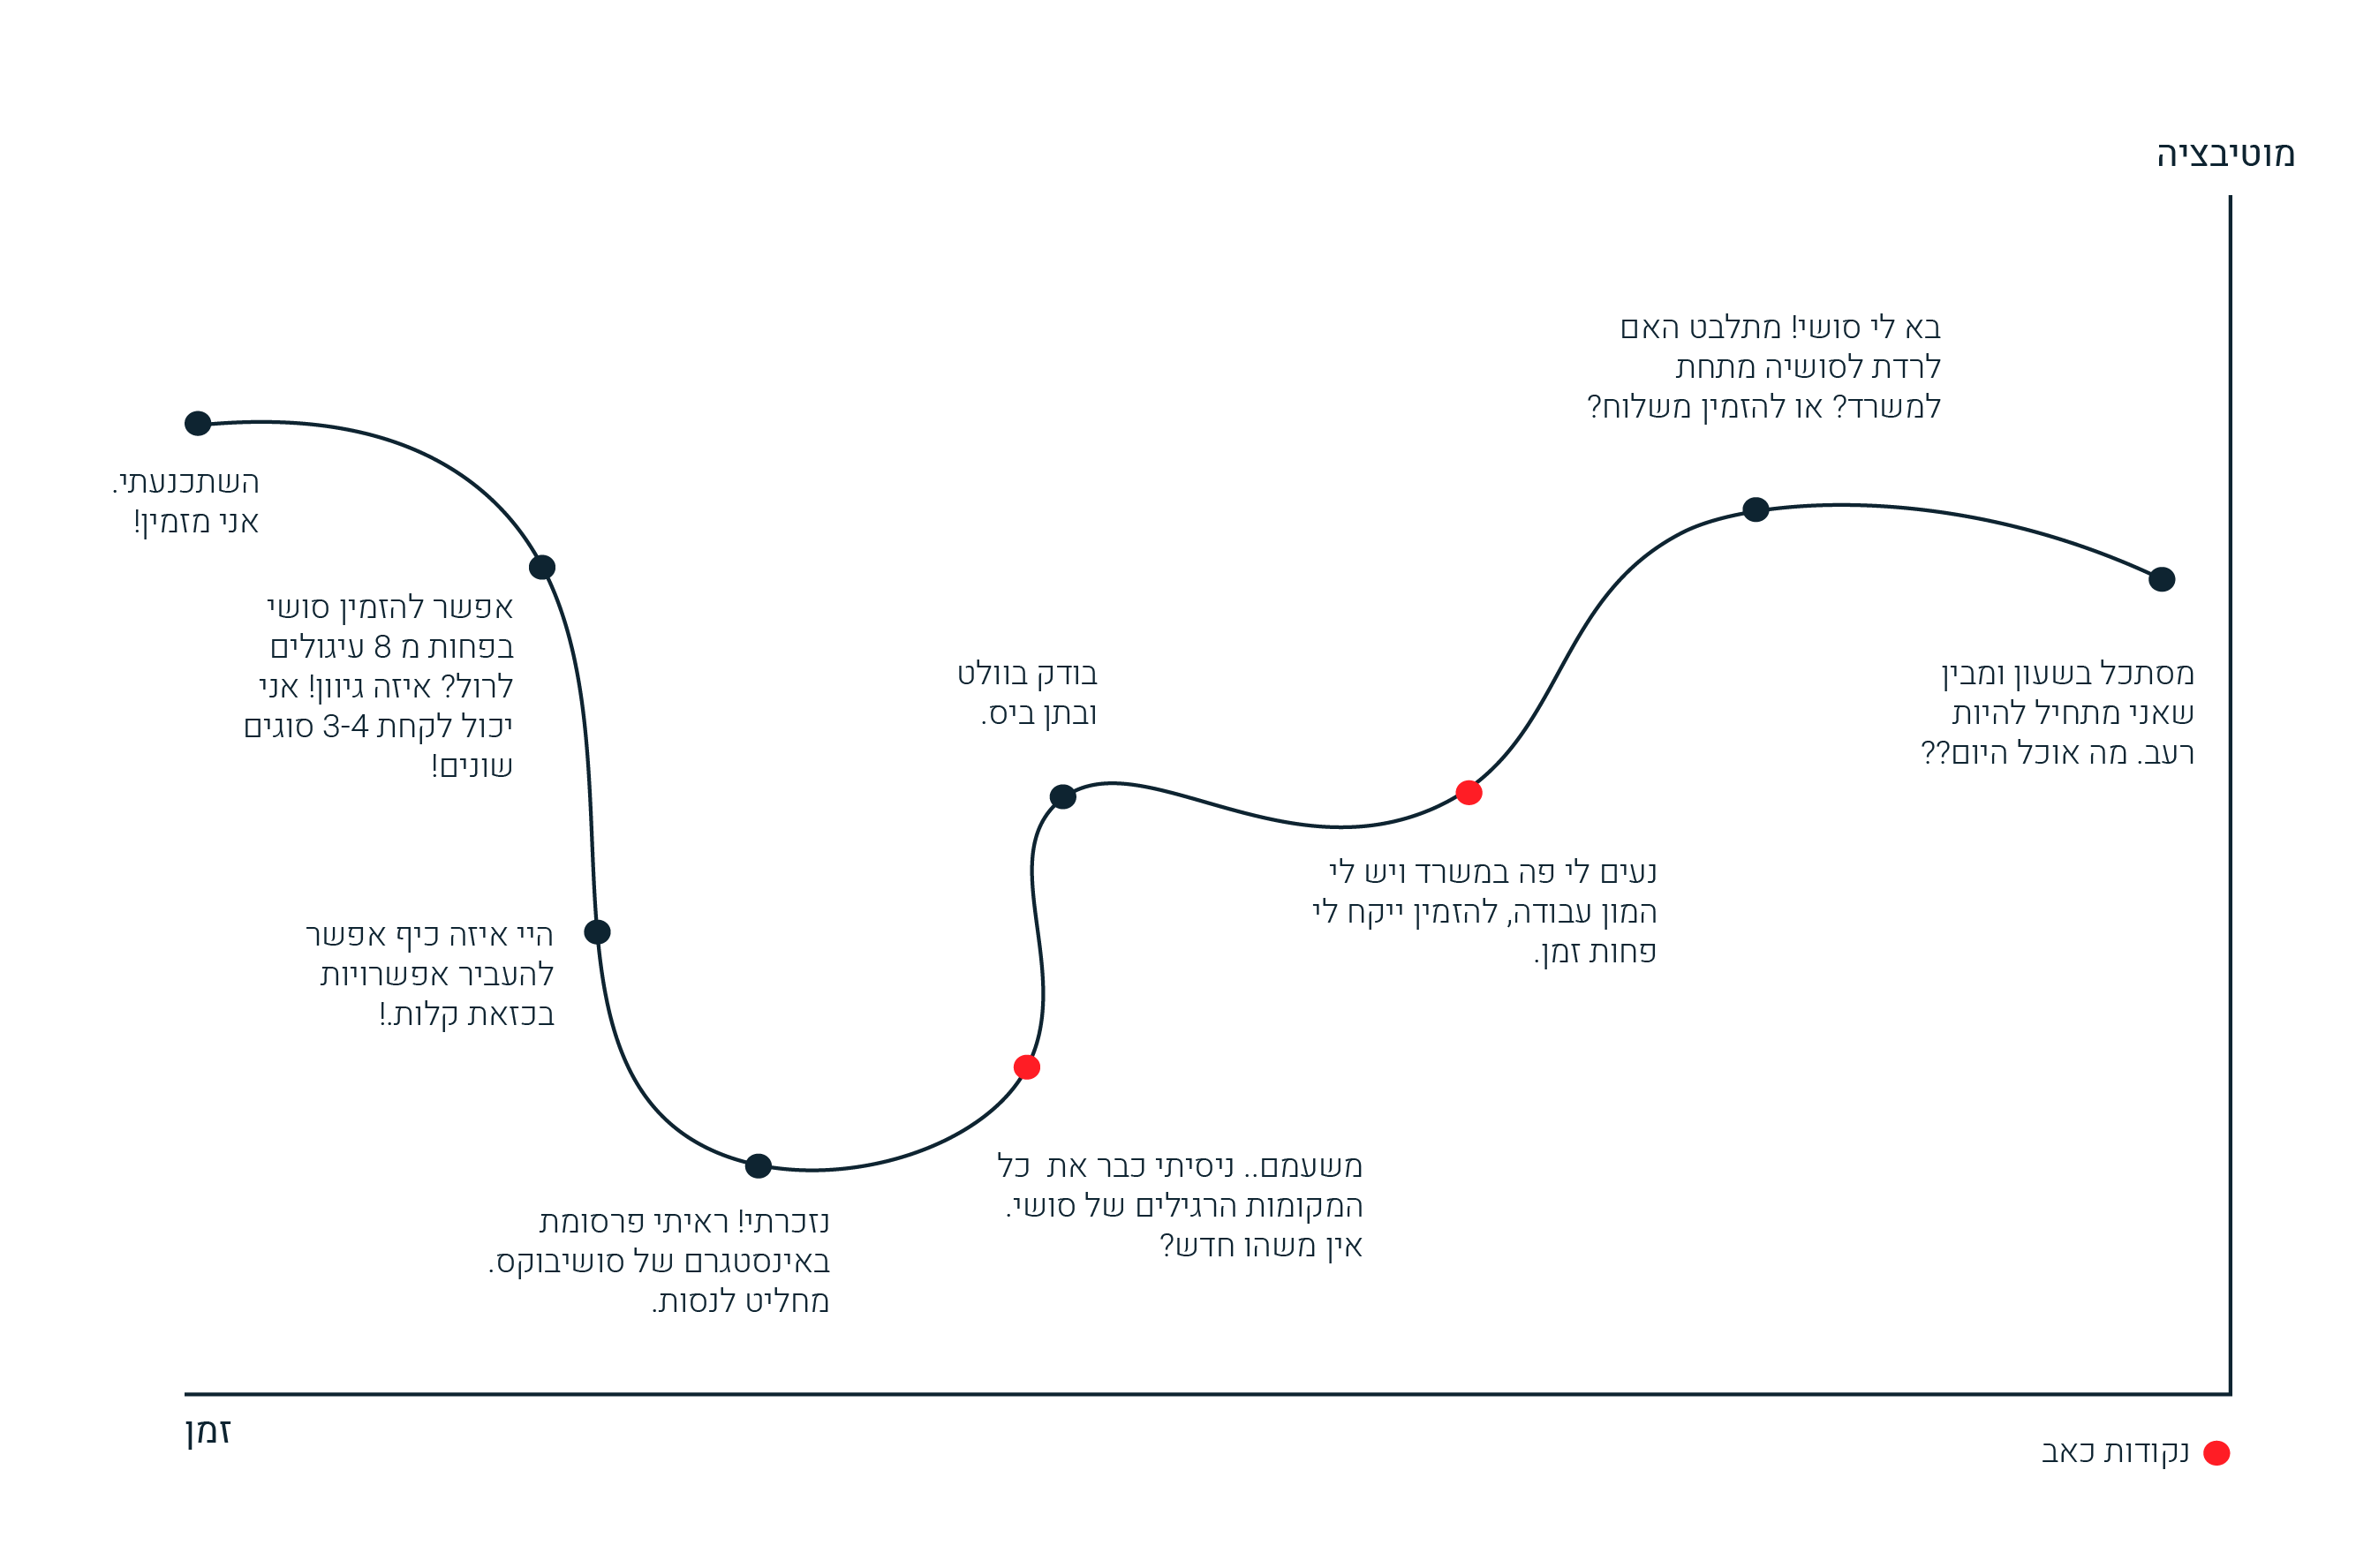 מוטיבציה
בא לי סושי! מתלבט האם
לרדת לסושיה מתחת
למשרד? או להזמין משלוח?
מסתכל בשעון ומבין
שאני מתחיל להיות
רעב. מה אוכל היום??
נעים לי פה במשרד ויש לי
המון עבודה, להזמין ייקח לי
פחות זמן.
בודק בוולט
ובתן ביס.
משעמם.. ניסיתי כבר את כל
המקומות הרגילים של סושי.
אין משהו חדש?
נזכרתי! ראיתי פרסומת
באינסטגרם של סושיבוקס.
מחליט לנסות.
היי איזה כיף אפשר
להעביר אפשרויות
בכזאת קלות.!
אפשר להזמין סושי
בפחות מ 8 עיגולים
לרול? איזה גיוון! אני
יכול לקחת 3-4 סוגים
שונים!
השתכנעתי.
אני מזמין!
זמן
נקודות כאב